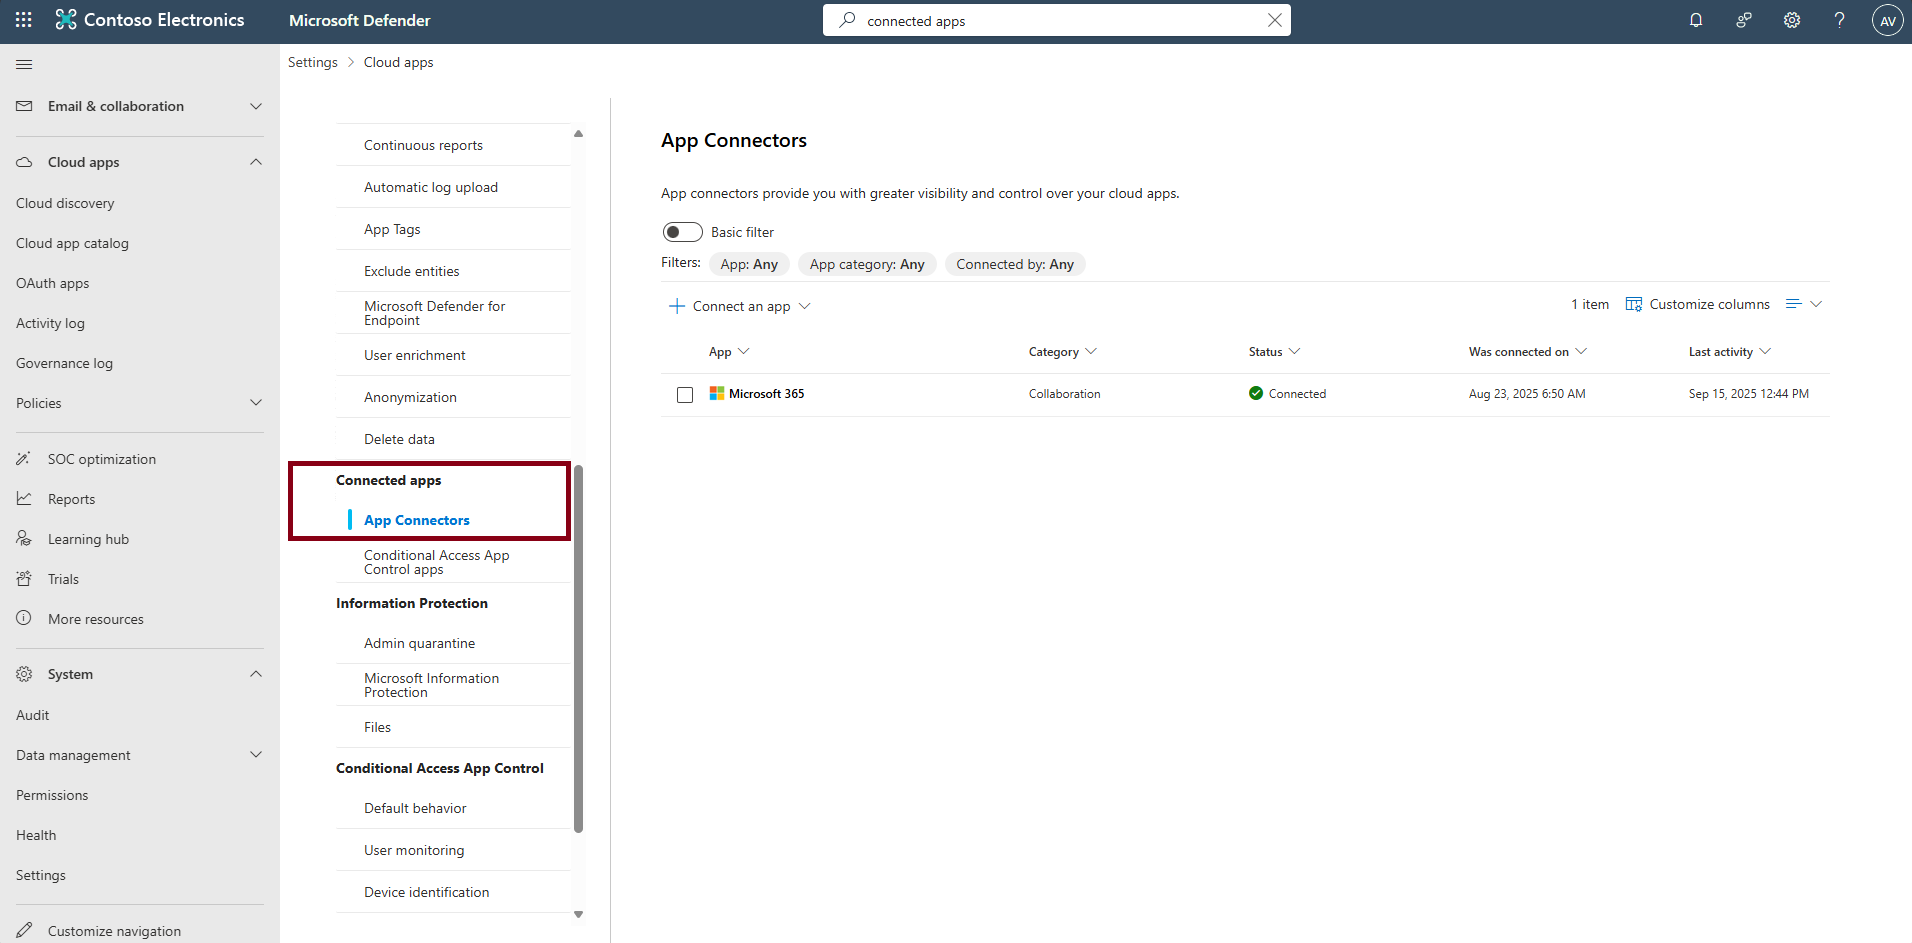 Contoso Electronics
Microsoft Defender
connected apps
AV
Settings > Cloud apps
Email & collaboration
Cloud apps
Cloud discovery
Cloud app catalog
OAuth apps
Activity log
Governance log
Policies
SOC optimization
Reports
Learning hub
Trials
More resources
System
Audit
Data management
Permissions
Health
Settings
Customize navigation
Continuous reports
Automatic log upload
App Tags
Exclude entities
Microsoft Defender for
Endpoint
User enrichment
Anonymization
Delete data
Connected apps
App Connectors
Conditional Access App
Control apps
Information Protection
Admin quarantine
Microsoft Information
Protection
Files
Conditional Access App Control
Default behavior
User monitoring
Device identification
App Connectors
App connectors provide you with greater visibility and control over your cloud apps.
Basic filter
Filters: App: Any App category: Any Connected by: Any
Connect an app 1 item Customize columns
App Category Status Was connected on Last activity
Microsoft 365 Collaboration Connected Aug 23, 2025 6:50 AM Sep 15, 2025 12:44 PM